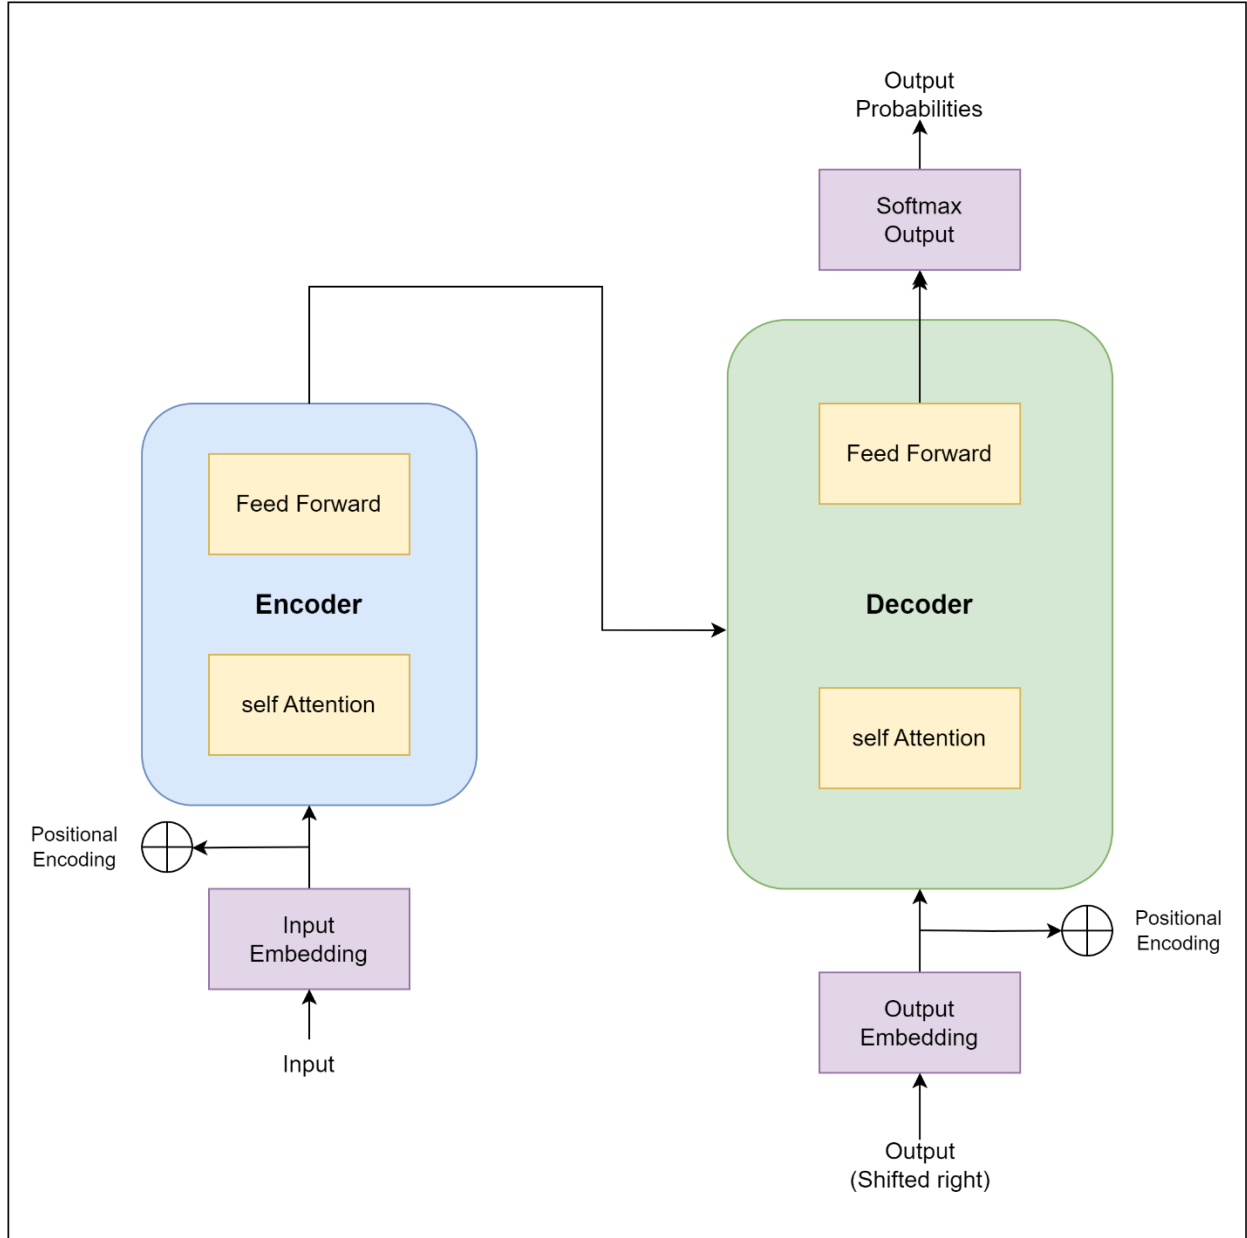 Output
Probabilities
Softmax
Output
Feed Forward
Decoder
self Attention
Feed Forward
Encoder
self Attention
Positional
Encoding
Input
Embedding
Input
Positional
Encoding
Output
Embedding
Output
(Shifted right)